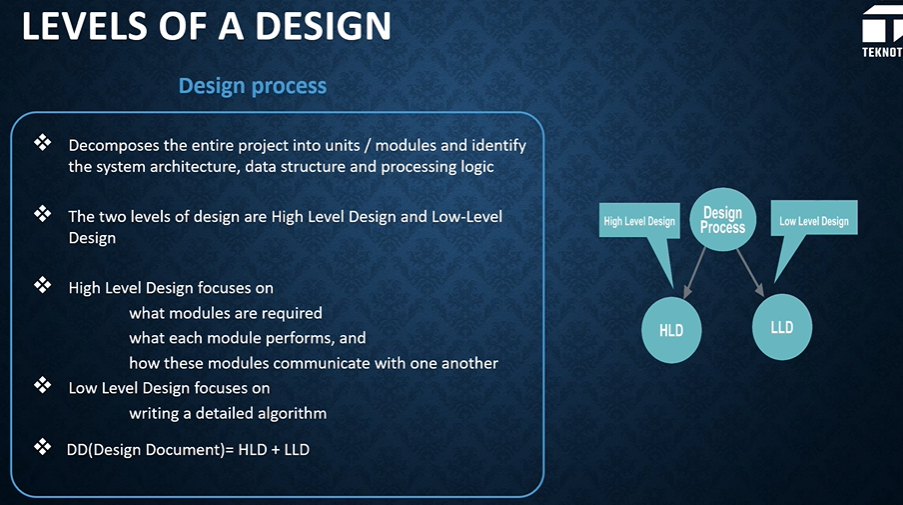 LEVELS OF A DESIGN
TEKNOT
Design process
❖ Decomposes the entire project into units / modules and identify
the system architecture, data structure and processing logic
❖ The two levels of design are High Level Design and Low-Level
Design
❖ High Level Design focuses on
what modules are required
what each module performs, and
how these modules communicate with one another
❖ Low Level Design focuses on
writing a detailed algorithm
❖ DD(Design Document)= HLD + LLD
High Level Design
Design
Process
Low Level Design
HLD
LLD